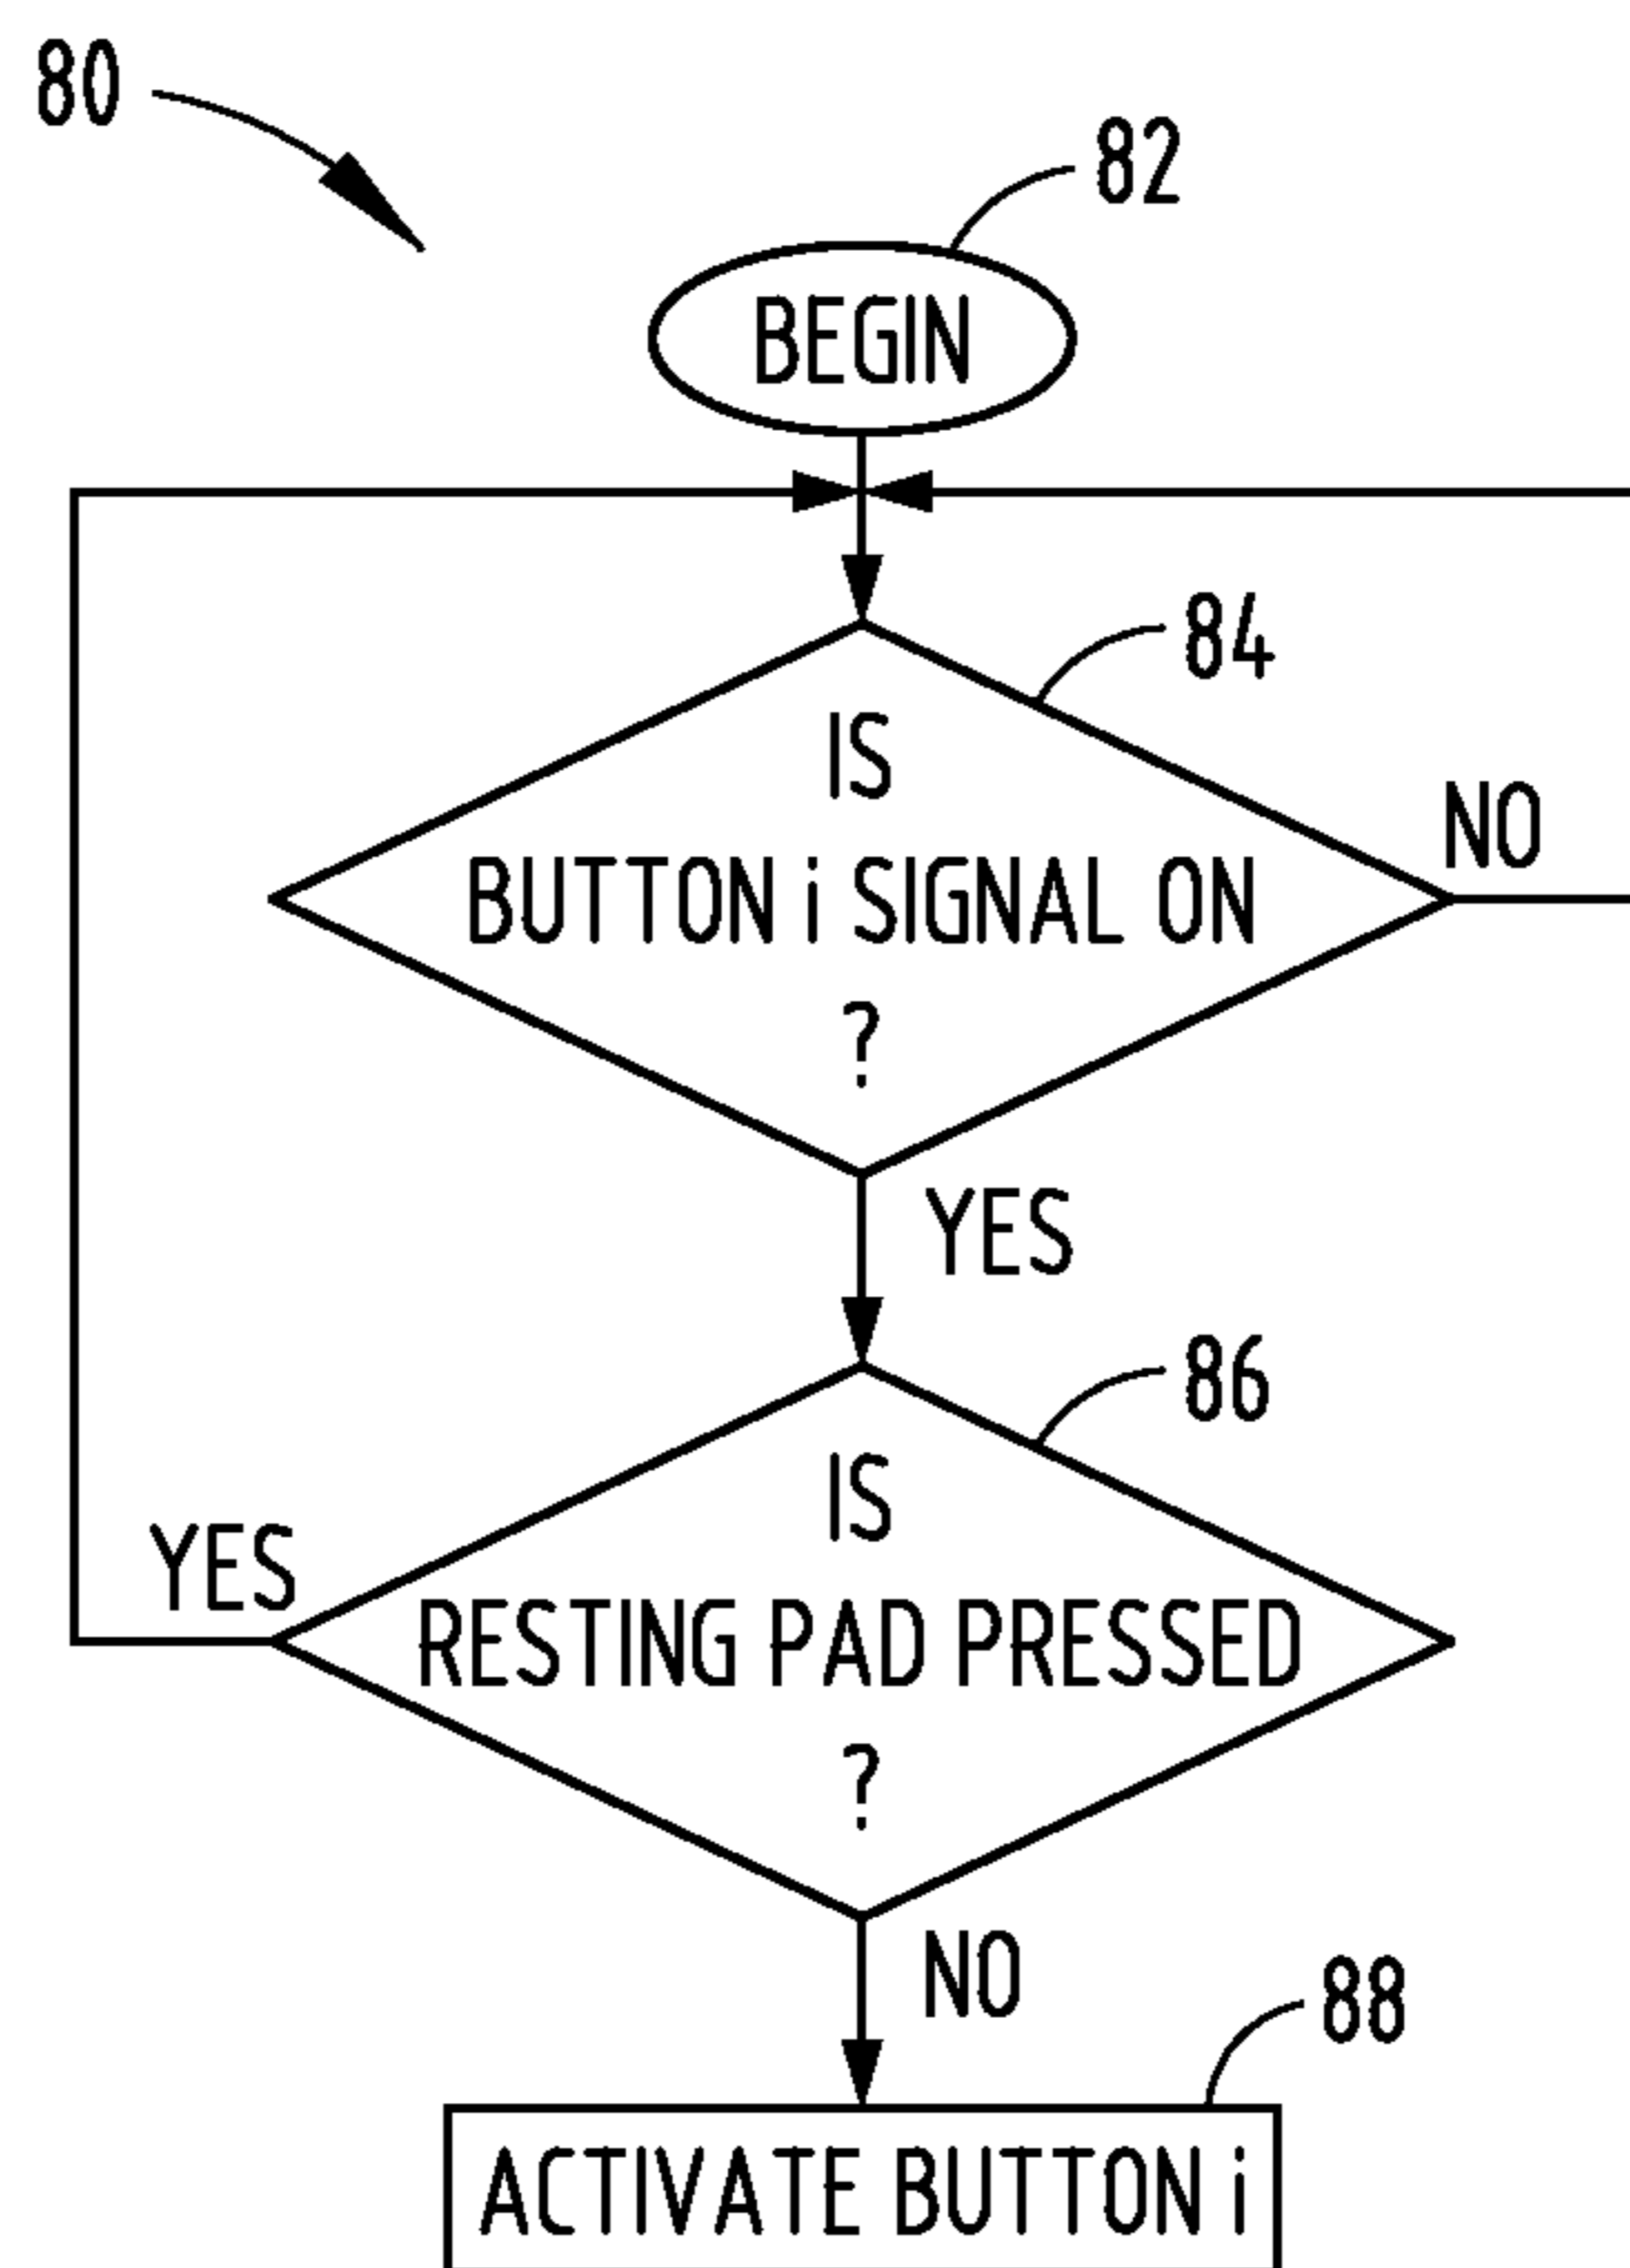 80
82
BEGIN
84
IS
BUTTON i SIGNAL ON
?
NO
YES
86
IS
RESTING PAD PRESSED
?
YES
NO
88
ACTIVATE BUTTON i